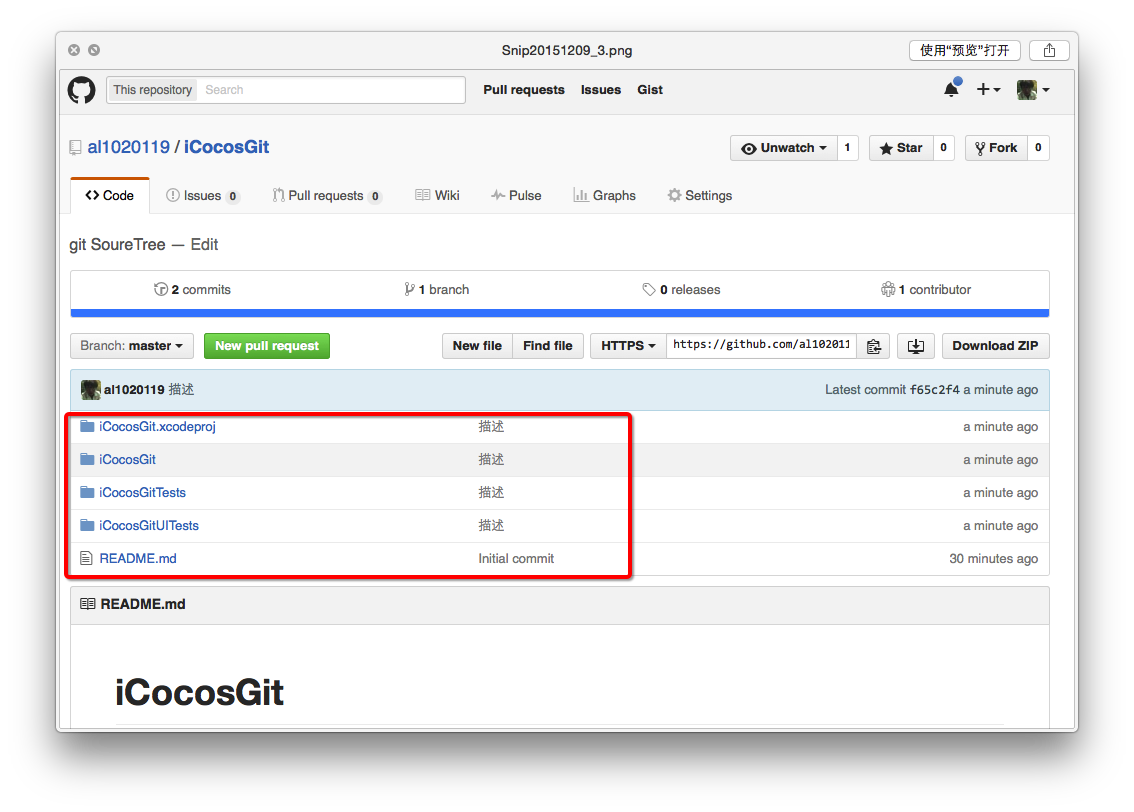 Snip20151209_3.png 使用“预览”打开
This repository Search Pull requests Issues Gist
al1020119 / iCocosGit Unwatch 1 Star 0 Fork 0
Code Issues 0 Pull requests 0 Wiki Pulse Graphs Settings
git SoureTree — Edit
2 commits 1 branch 0 releases 1 contributor
Branch: master New pull request New file Find file HTTPS https://github.com/al102011 Download ZIP
al1020119 描述 Latest commit f65c2f4 a minute ago
iCocosGit.xcodeproj 描述 a minute ago
iCocosGit 描述 a minute ago
iCocosGitTests 描述 a minute ago
iCocosGitUITests 描述 a minute ago
README.md Initial commit 30 minutes ago
README.md
iCocosGit